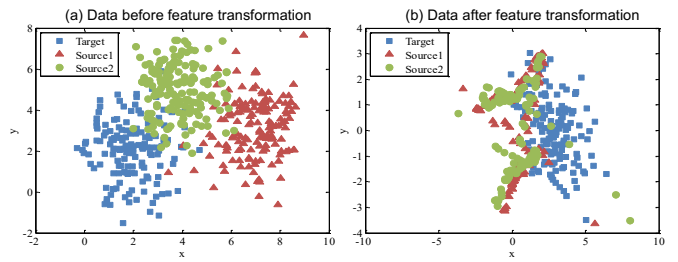 (a) Data before feature transformation
(b) Data after feature transformation
8
6
4
2
0
-2
y
Target
Source1
Source2
-2
0
2
4
6
8
10
x
4
3
2
1
0
-1
-2
-3
-4
y
Target
Source1
Source2
-10
-5
0
5
10
x